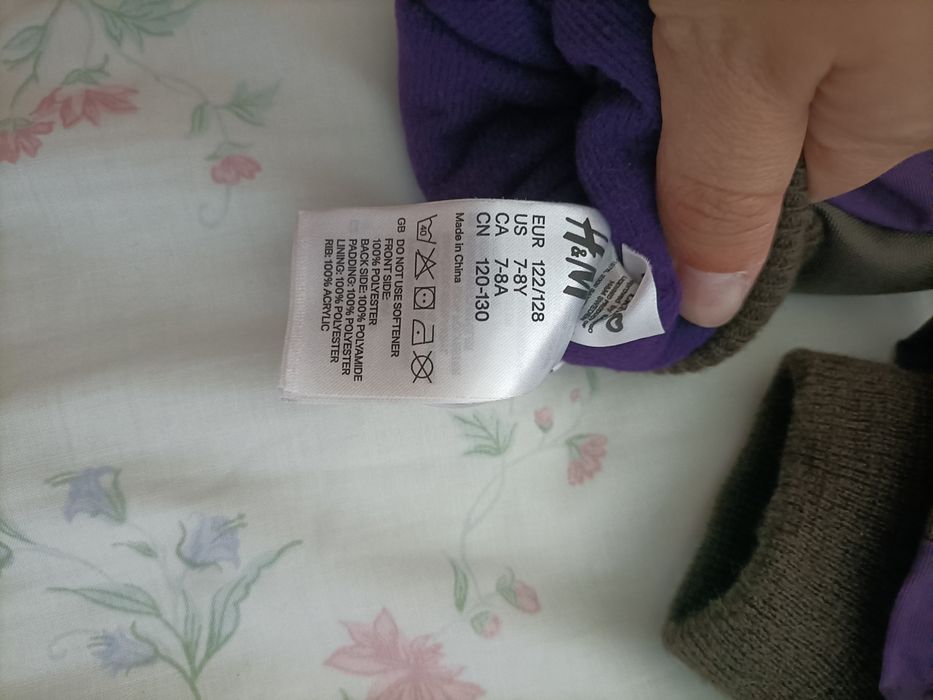 H&M
EUR 122/128
US 7-8Y
CA 7-8A
CN 120-130
Made in China
40
GB DO NOT USE SOFTENER
FRONT SIDE:
100% POLYESTER
BACK SIDE: 100% POLYAMIDE
PADDING: 100% POLYESTER
LINING: 100% POLYESTER
RIB: 100% ACRYLIC